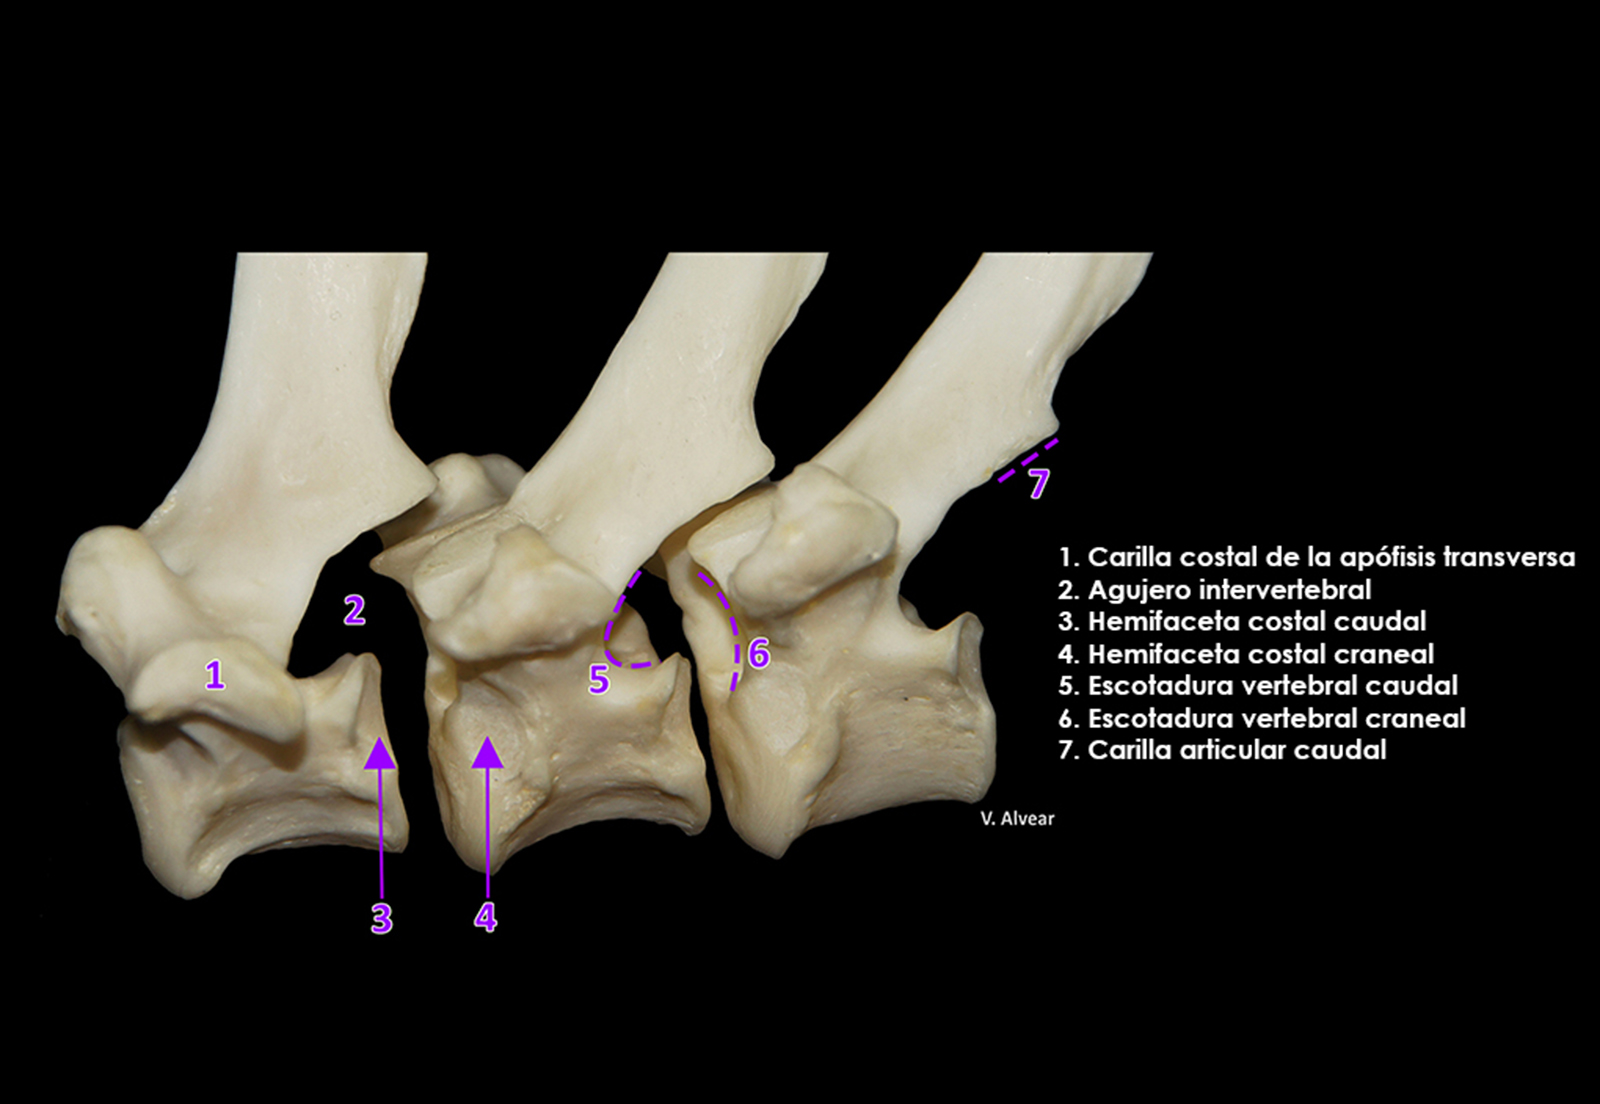 1
2
3
4
5
6
7
1. Carilla costal de la apófisis transversa
2. Agujero intervertebral
3. Hemifaceta costal caudal
4. Hemifaceta costal craneal
5. Escotadura vertebral caudal
6. Escotadura vertebral craneal
7. Carilla articular caudal
V. Alvear